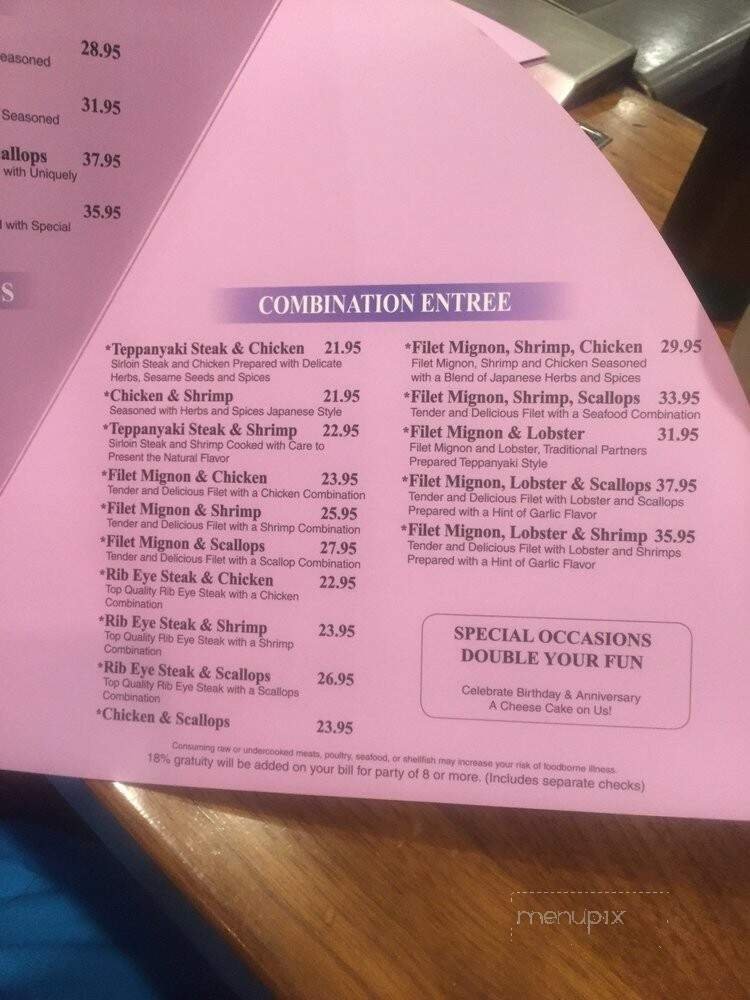 easoned 28.95
Seasoned 31.95
allops 37.95
with Uniquely
35.95
with Special
S
COMBINATION ENTREE
*Teppanyaki Steak & Chicken 21.95
Sirloin Steak and Chicken Prepared with Delicate
Herbs, Sesame Seeds and Spices
*Chicken & Shrimp 21.95
Seasoned with Herbs and Spices Japanese Style
*Teppanyaki Steak & Shrimp 22.95
Sirloin Steak and Shrimp Cooked with Care to
Present the Natural Flavor
*Filet Mignon & Chicken 23.95
Tender and Delicious Filet with a Chicken Combination
*Filet Mignon & Shrimp 25.95
Tender and Delicious Filet with a Shrimp Combination
*Filet Mignon & Scallops 27.95
Tender and Delicious Filet with a Scallop Combination
*Rib Eye Steak & Chicken 22.95
Top Quality Rib Eye Steak with a Chicken
Combination
*Rib Eye Steak & Shrimp 23.95
Top Quality Rib Eye Steak with a Shrimp
Combination
*Rib Eye Steak & Scallops 26.95
Top Quality Rib Eye Steak with a Scallops
Combination
*Chicken & Scallops 23.95
*Filet Mignon, Shrimp, Chicken 29.95
Filet Mignon, Shrimp and Chicken Seasoned
with a Blend of Japanese Herbs and Spices
*Filet Mignon, Shrimp, Scallops 33.95
Tender and Delicious Filet with a Seafood Combination
*Filet Mignon & Lobster 31.95
Filet Mignon and Lobster, Traditional Partners
Prepared Teppanyaki Style
*Filet Mignon, Lobster & Scallops 37.95
Tender and Delicious Filet with Lobster and Scallops
Prepared with a Hint of Garlic Flavor
*Filet Mignon, Lobster & Shrimp 35.95
Tender and Delicious Filet with Lobster and Shrimps
Prepared with a Hint of Garlic Flavor
SPECIAL OCCASIONS
DOUBLE YOUR FUN
Celebrate Birthday & Anniversary
A Cheese Cake on Us!
Consuming raw or undercooked meats, poultry, seafood, or shellfish may increase your risk of foodborne illness.
18% gratuity will be added on your bill for party of 8 or more. (Includes separate checks)
menupix